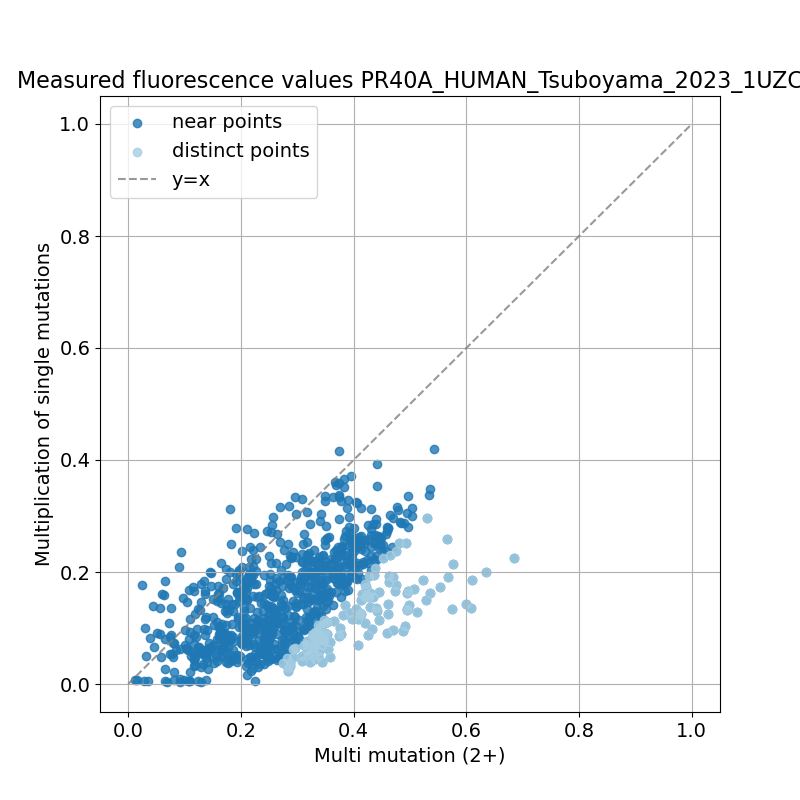 Measured fluorescence values PR40A_HUMAN_Tsuboyama_2023_1UZC
near points
distinct points
y=x
1.0
0.8
0.6
0.4
0.2
0.0
Multiplication of single mutations
0.0 0.2 0.4 0.6 0.8 1.0
Multi mutation (2+)